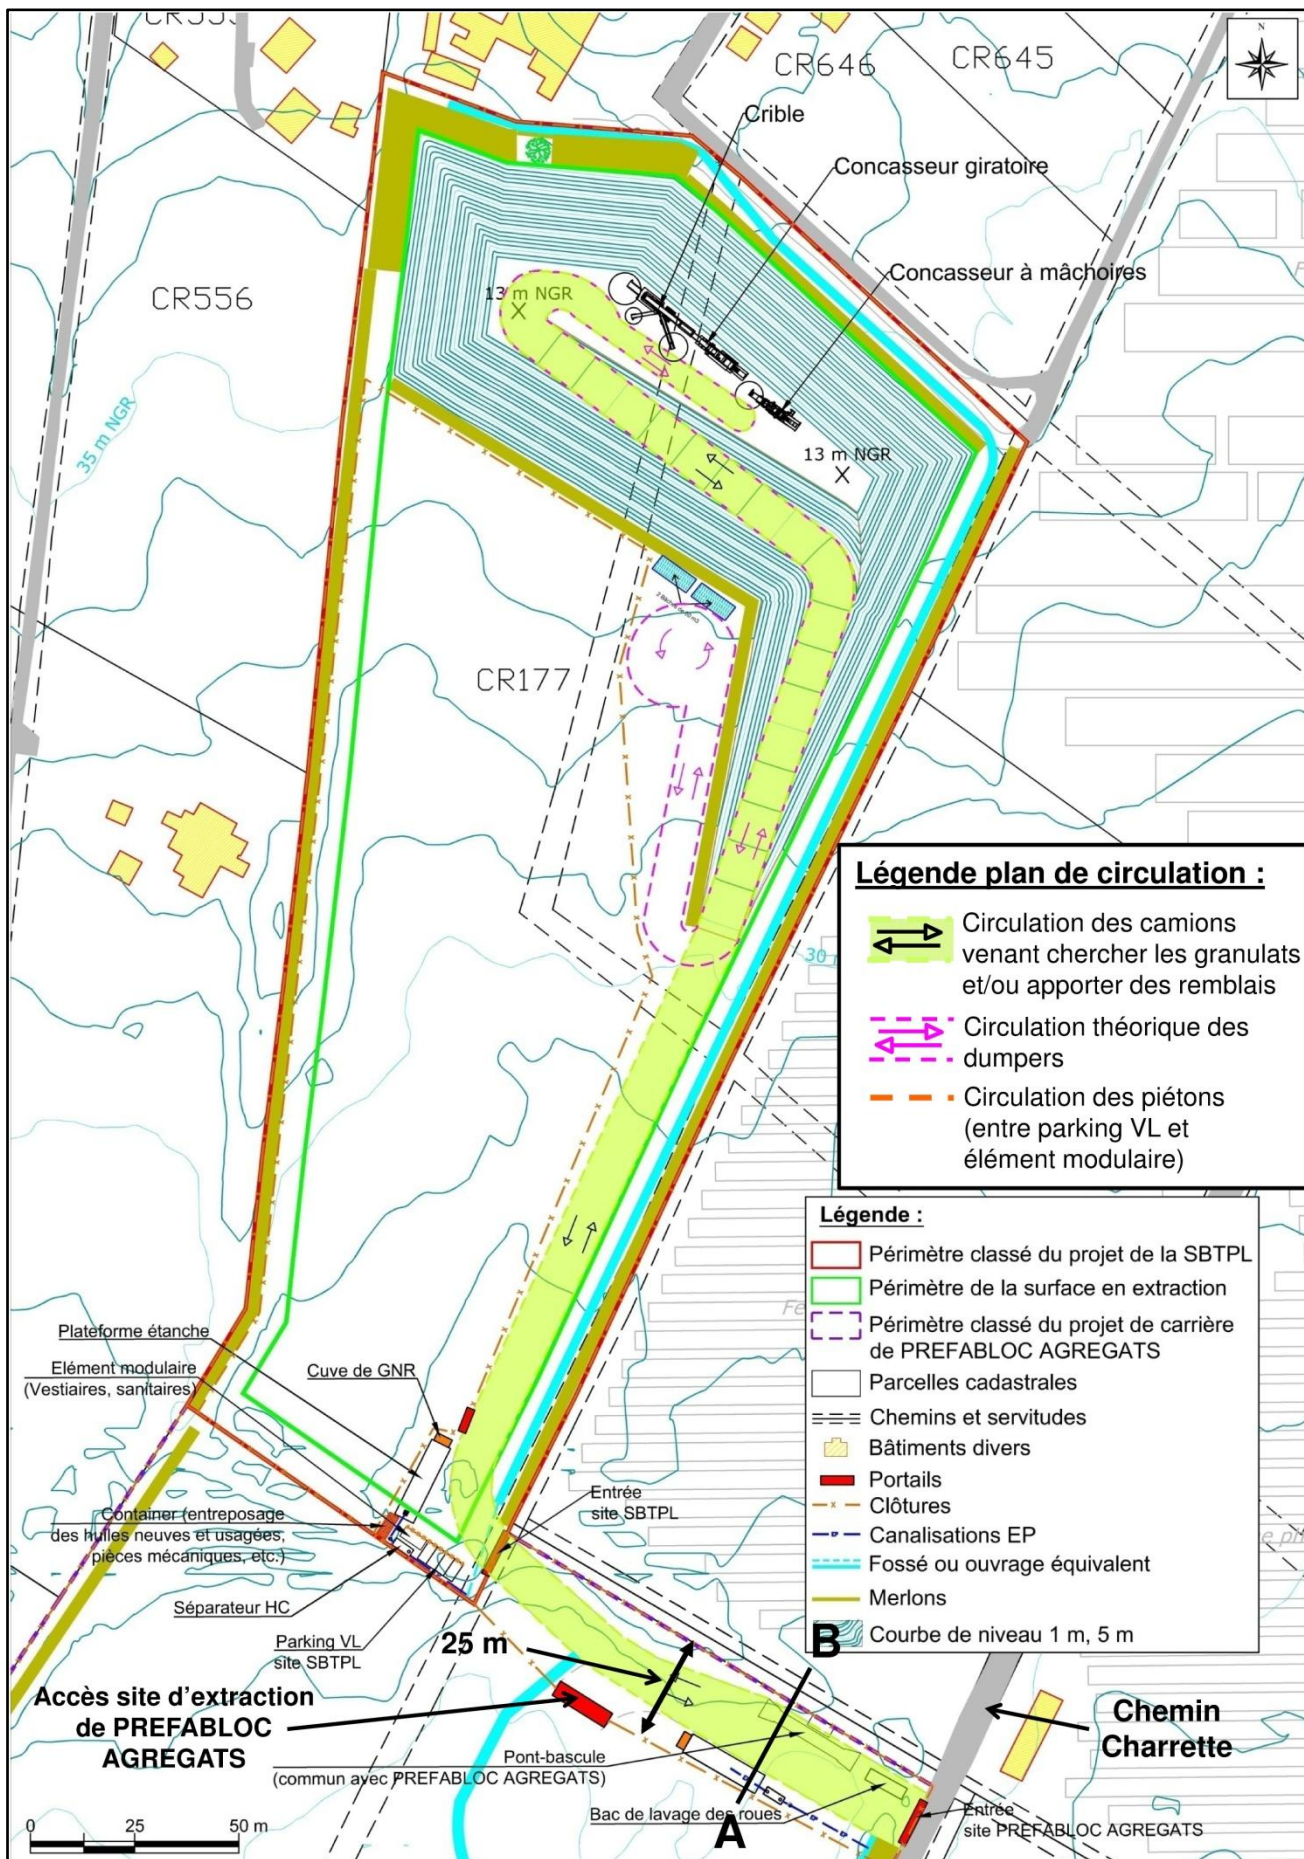 N
CR646
CR645
Crible
Concasseur giratoire
Concasseur à mâchoires
CR556
13 m NGR
35 m NGR
13 m NGR
CR177
30
Légende plan de circulation :
Circulation des camions
venant chercher les granulats
et/ou apporter des remblais
Circulation théorique des
dumpers
Circulation des piétons
(entre parking VL et
élément modulaire)
Légende :
Périmètre classé du projet de la SBTPL
Périmètre de la surface en extraction
Périmètre classé du projet de carrière
de PREFABLOC AGREGATS
Parcelles cadastrales
Chemins et servitudes
Bâtiments divers
Portails
Clôtures
Canalisations EP
Fossé ou ouvrage équivalent
Merlons
Courbe de niveau 1 m, 5 m
Plateforme étanche
Elément modulaire
(Vestiaires, sanitaires)
Cuve de GNR
Entrée
site SBTPL
Container (entreposage
des huiles neuves et usagées,
pièces mécaniques, etc.)
Séparateur HC
Parking VL
site SBTPL
25 m
B
Accès site d'extraction
de PREFABLOC
AGREGATS
Chemin
Charrette
Pont-bascule
(commun avec PREFABLOC AGREGATS)
Bac de lavage des roues
A
Entrée
site PREFABLOC AGREGATS
0 25 50 m